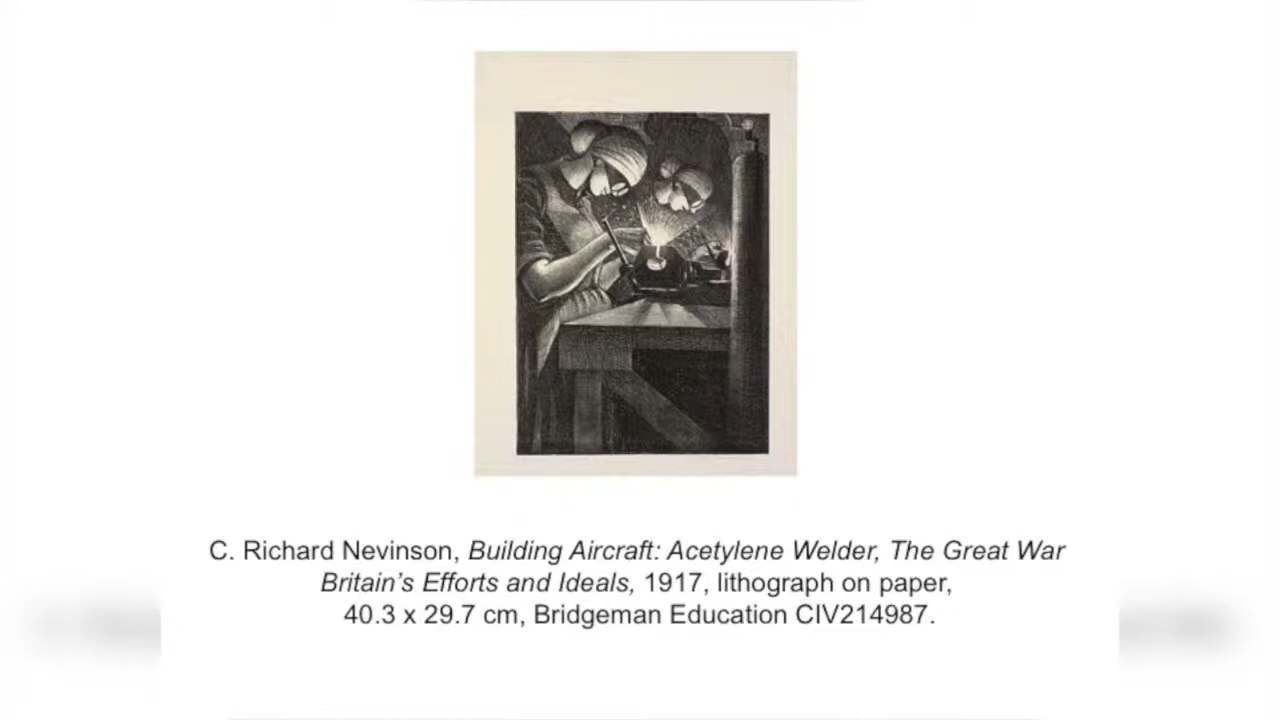 C. Richard Nevinson, Building Aircraft: Acetylene Welder, The Great War
Britain’s Efforts and Ideals, 1917, lithograph on paper,
40.3 x 29.7 cm, Bridgeman Education CIV214987.